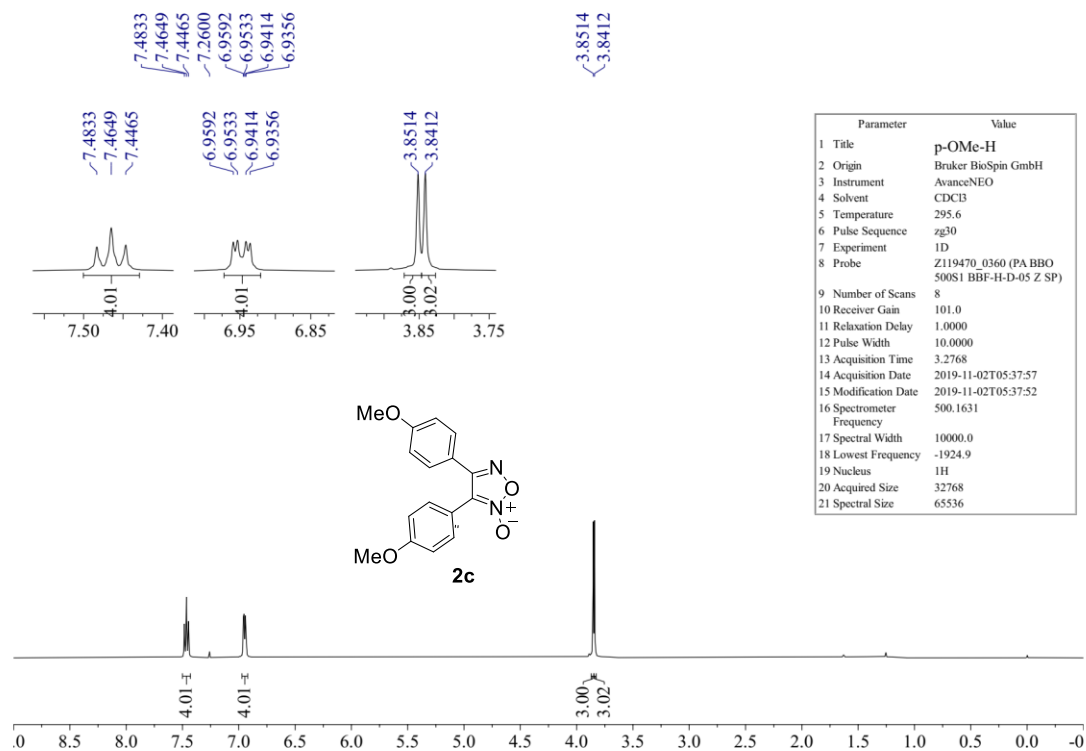 7.4833
7.4649
7.4465
7.2600
6.9592
6.9533
6.9414
6.9356
3.8514
3.8412
7.4833
7.4649
7.4465
6.9592
6.9533
6.9414
6.9356
3.8514
3.8412
4.01
4.01
3.00
3.02
7.50 7.40
6.95 6.85
3.85 3.75
Parameter Value
1 Title p-OMe-H
2 Origin Bruker BioSpin GmbH
3 Instrument AvanceNEO
4 Solvent CDCl3
5 Temperature 295.6
6 Pulse Sequence zg30
7 Experiment 1D
8 Probe Z119470_0360 (PA BBO
500S1 BBF-H-D-05 Z SP)
9 Number of Scans 8
10 Receiver Gain 101.0
11 Relaxation Delay 1.0000
12 Pulse Width 10.0000
13 Acquisition Time 3.2768
14 Acquisition Date 2019-11-02T05:37:57
15 Modification Date 2019-11-02T05:37:52
16 Spectrometer 500.1631
Frequency
17 Spectral Width 10000.0
18 Lowest Frequency -1924.9
19 Nucleus 1H
20 Acquired Size 32768
21 Spectral Size 65536
MeO
N
O
N
+
O
−
"
MeO
2c
4.01
4.01
3.00
3.02
.0 8.5 8.0 7.5 7.0 6.5 6.0 5.5 5.0 4.5 4.0 3.5 3.0 2.5 2.0 1.5 1.0 0.5 0.0 -0